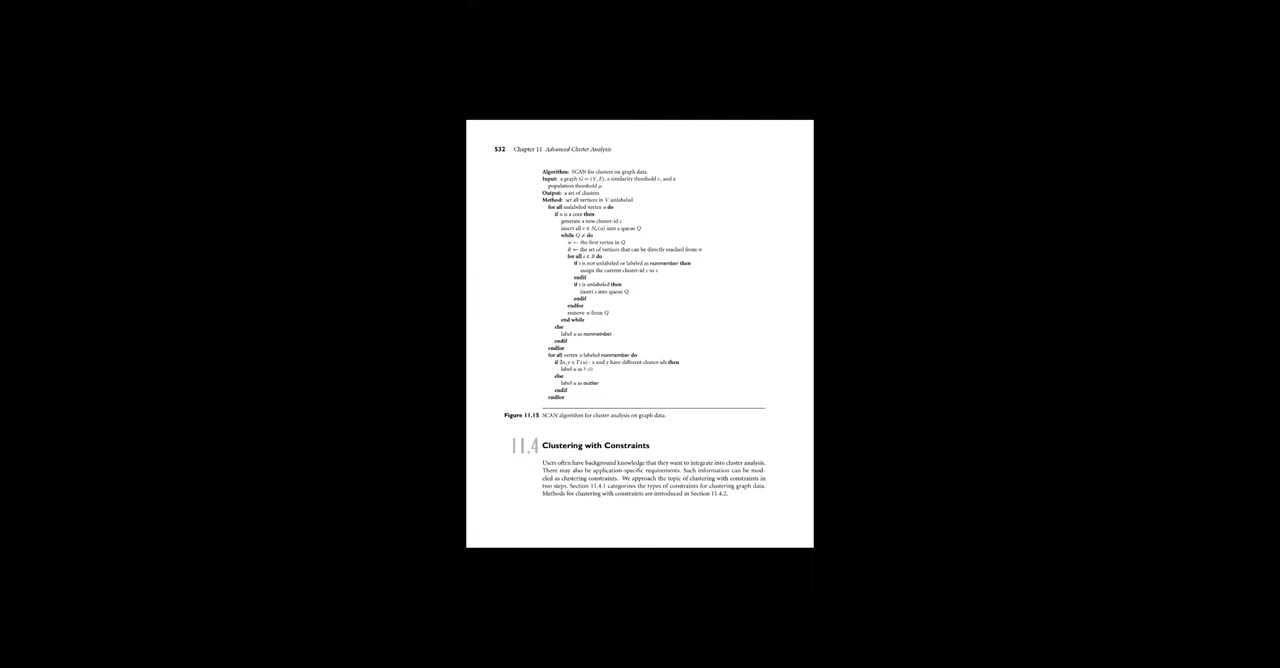 532 Chapter 11 Advanced Cluster Analysis
Algorithm: SCAN for clusters on graph data.
Input: a graph G = (V, E), a similarity threshold ε, and a
population threshold μ
Output: a set of clusters
Method: set all vertices in V unlabeled
for all unlabeled vertex u do
if u is a core then
generate a new cluster-id c
insert all v ∈ Nε(u) into a queue Q
while Q ≠ do
w ← the first vertex in Q
R ← the set of vertices that can be directly reached from w
for all s ∈ R do
if s is not unlabeled or labeled as nonmember then
assign the current cluster-id c to s
endif
if s is unlabeled then
insert s into queue Q
endif
endfor
remove w from Q
end while
else
label u as nonmember
endif
endfor
for all vertex u labeled nonmember do
if ∃x, y ∈ Γ(u) : x and y have different cluster-ids then
label u as
else
label u as outlier
endif
endfor
Figure 11.15 SCAN algorithm for cluster analysis on graph data.
11.4 Clustering with Constraints
Users often have background knowledge that they want to integrate into cluster analysis.
There may also be application-specific requirements. Such information can be mod-
eled as clustering constraints. We approach the topic of clustering with constraints in
two steps. Section 11.4.1 categorizes the types of constraints for clustering graph data.
Methods for clustering with constraints are introduced in Section 11.4.2.